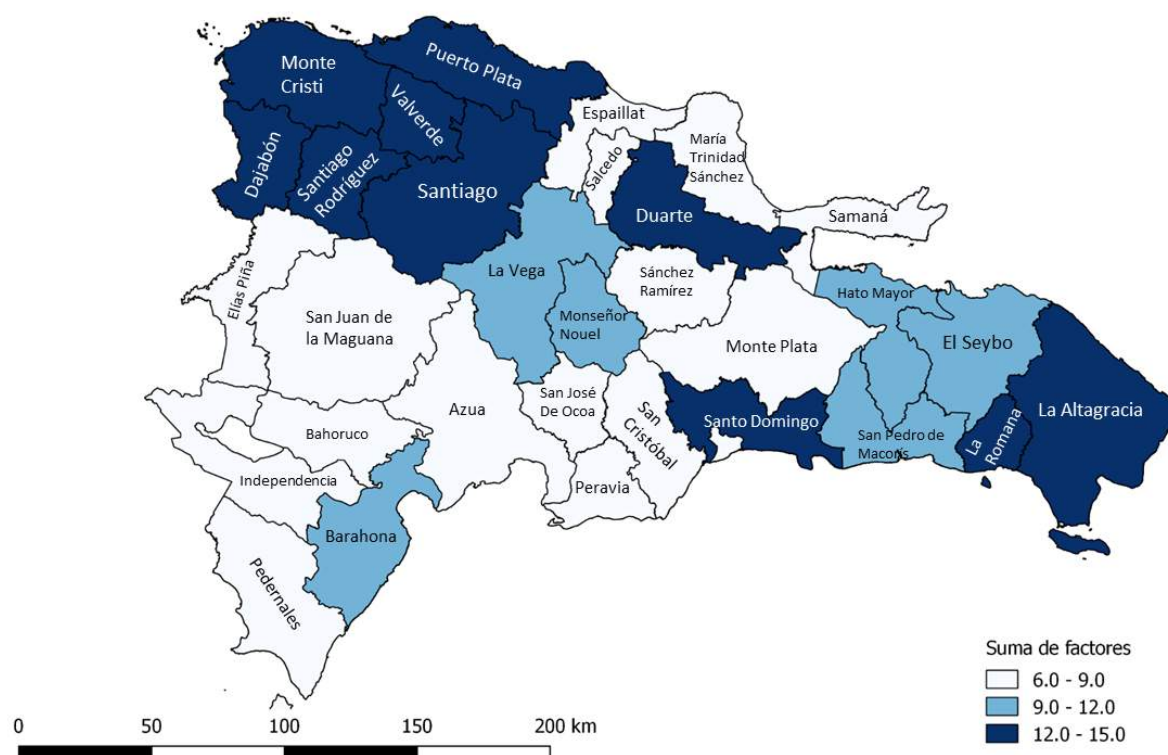 Monte
Cristi
Puerto Plata
Valverde
Dajabón
Santiago
Rodríguez
Santiago
Espaillat
Salcedo
María
Trinidad
Sánchez
Duarte
Samaná
Elías Piña
San Juan de
la Maguana
La Vega
Monseñor
Nouel
Sánchez
Ramírez
Hato Mayor
El Seybo
Monte Plata
La Altagracia
Azua
San José
De Ocoa
San
Cristóbal
Santo Domingo
San Pedro de
Macorís
La
Romana
Bahoruco
Independencia
Peravia
Barahona
Pedernales
Suma de factores
6.0 - 9.0
9.0 - 12.0
12.0 - 15.0
0 50 100 150 200 km